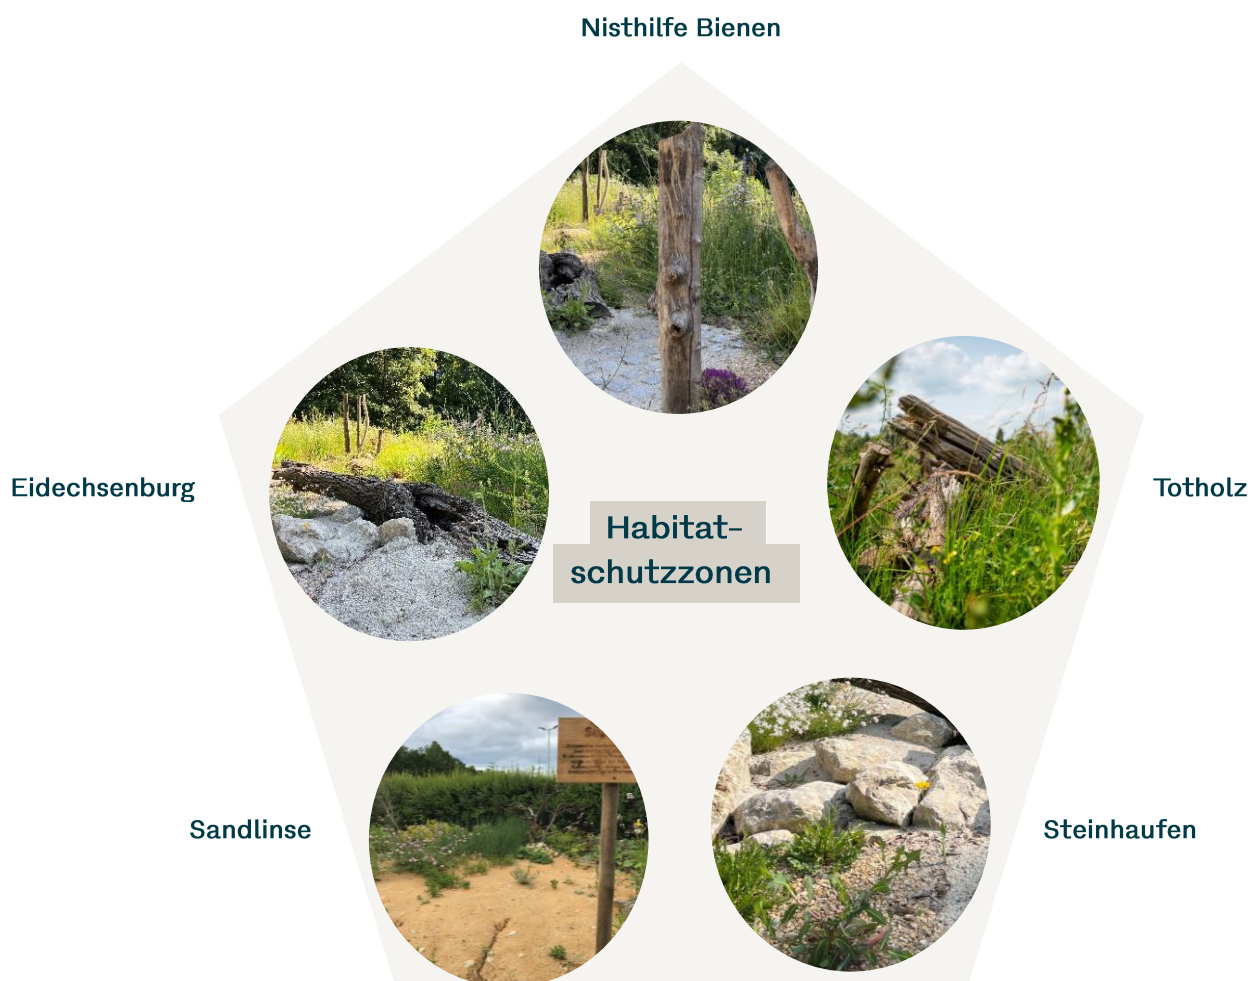 Nisthilfe Bienen
Eidechsenburg
Totholz
Habitat-
schutzzonen
Sandlinse
Steinhaufen